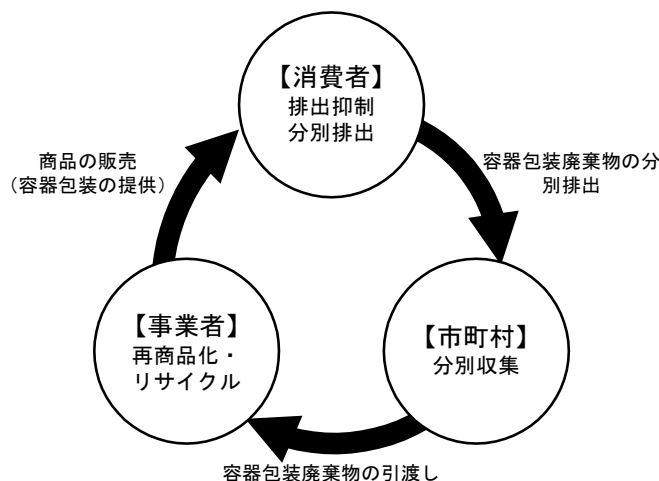 【消費者】
排出抑制
分別排出
商品の販売
（容器包装の提供）
容器包装廃棄物の分
別排出
【事業者】
再商品化・
リサイクル
【市町村】
分別収集
容器包装廃棄物の引渡し